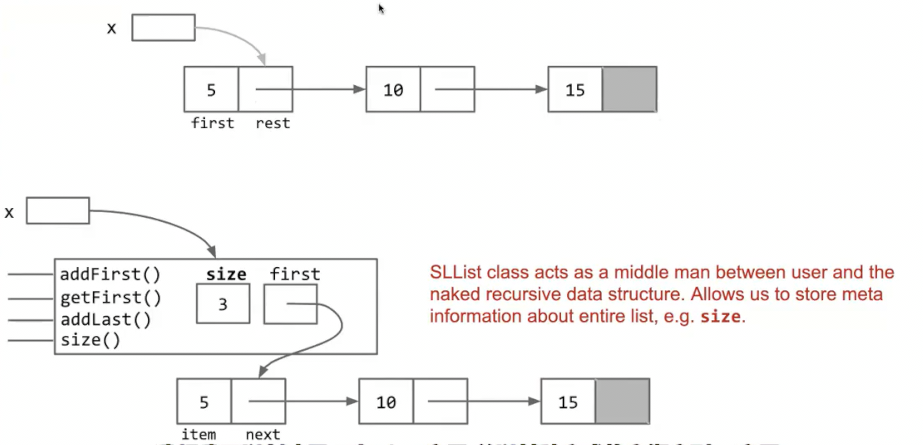 x
5 10 15
first rest
x
addFirst() size first
getFirst() 3
addLast()
size()
SLList class acts as a middle man between user and the
naked recursive data structure. Allows us to store meta
information about entire list, e.g. size.
5 10 15
item next